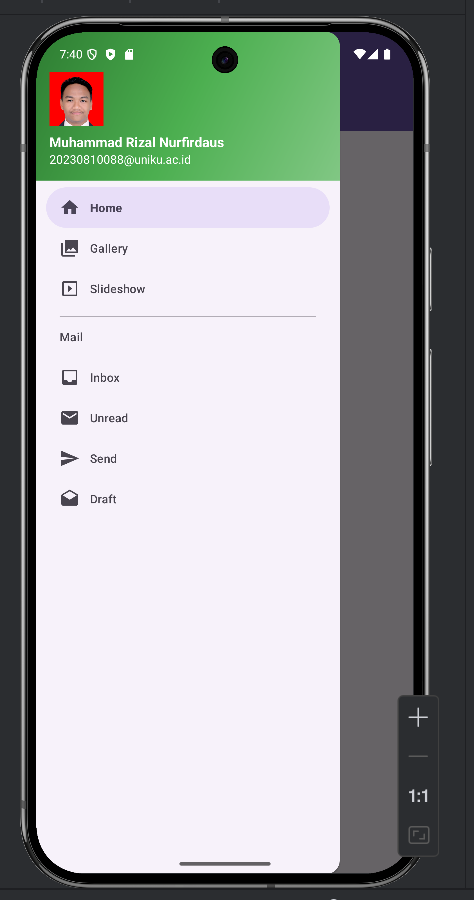 7:40
Muhammad Rizal Nurfirdaus
20230810088@uniku.ac.id
Home
Gallery
Slideshow
Mail
Inbox
Unread
Send
Draft
1:1